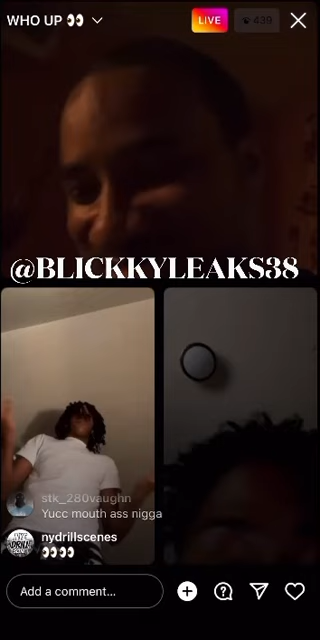 WHO UP 👀
LIVE
439
@BLICKKYLEAKS38
stk_280vaughn
Yucc mouth ass nigga
nydrillscenes
👀👀
Add a comment...